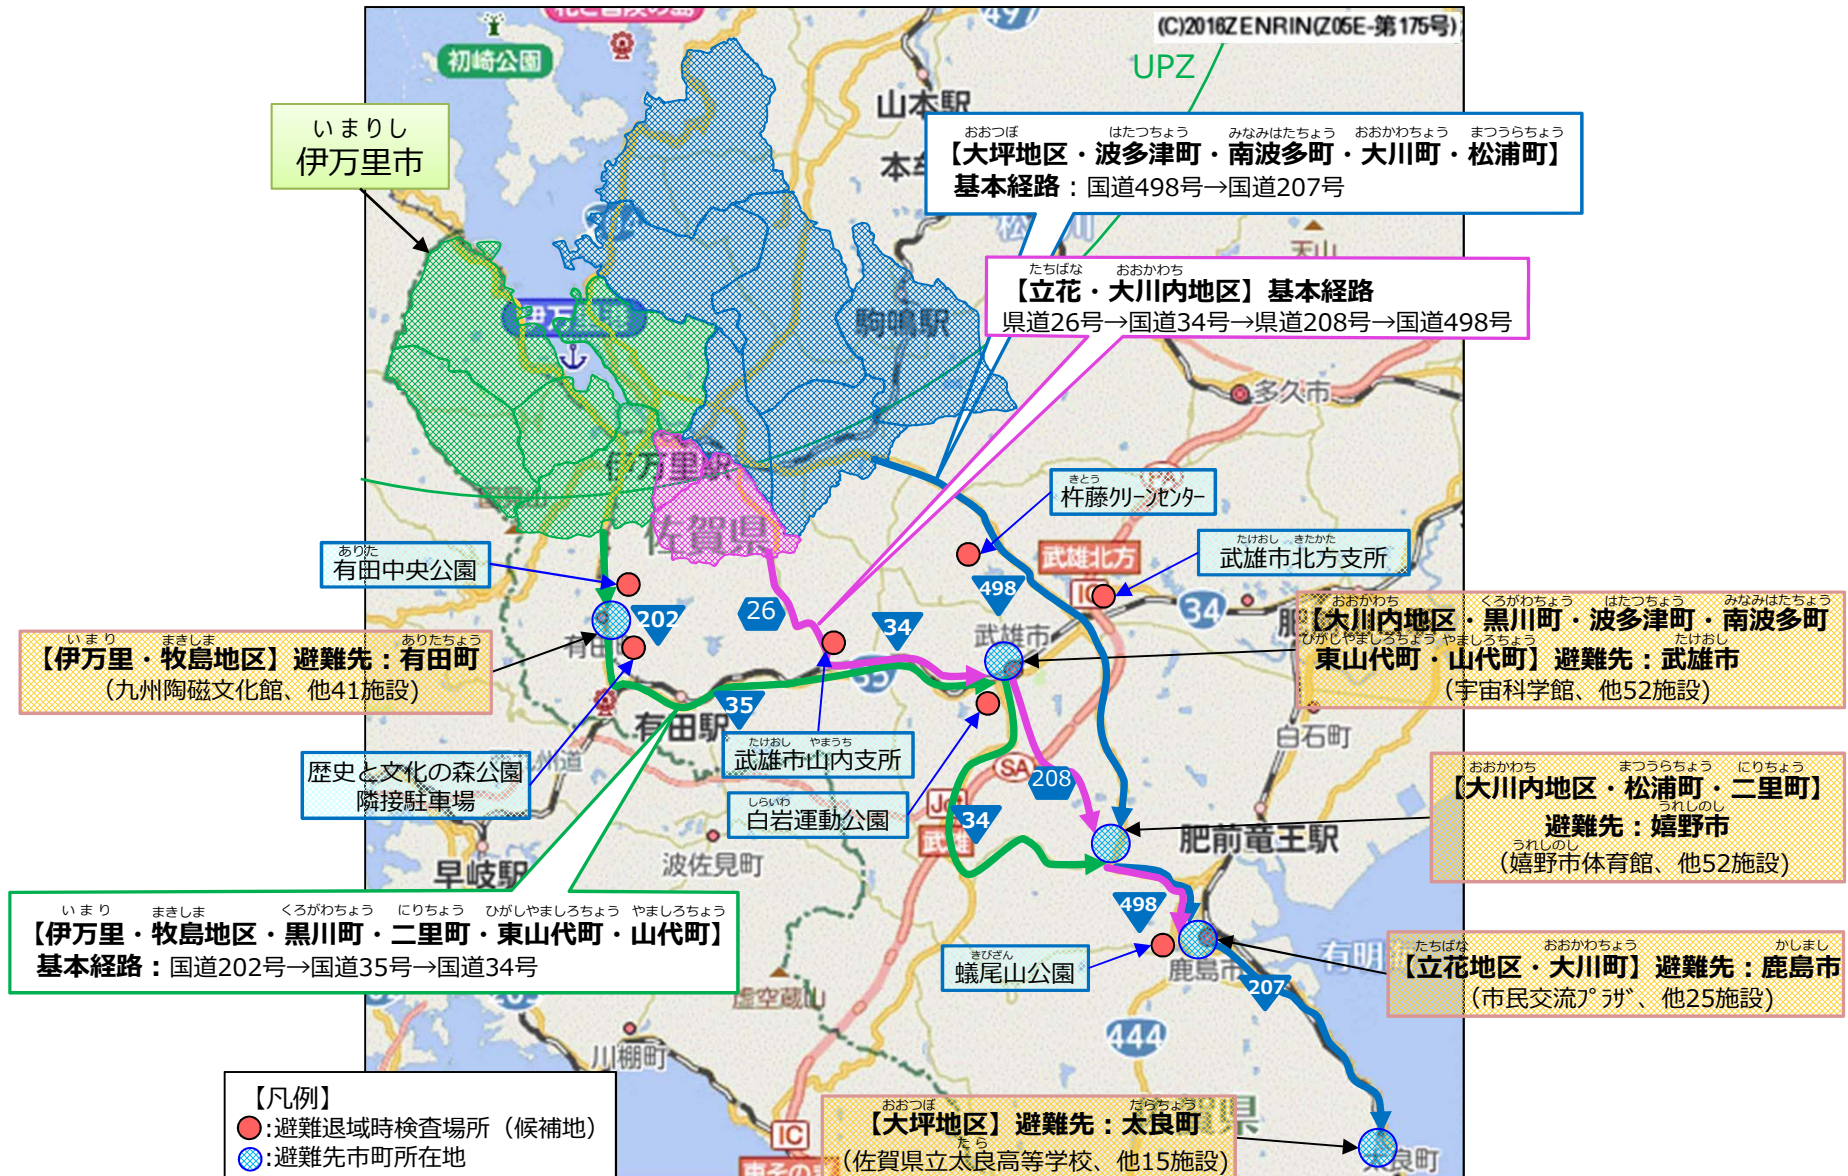 (C)2016ZENRIN(Z05E-第175号)
UPZ
初崎公園
山本駅
いまりし
伊万里市
おおつぼ はたつちょう みなみはたちょう おおかわちょう まつうらちょう
【大坪地区・波多津町・南波多町・大川町・松浦町】
基本経路：国道498号→国道207号
天山
たちばな おおかわち
【立花・大川内地区】基本経路
県道26号→国道34号→県道208号→国道498号
駒鳴駅
多久市
伊万里駅
佐賀県
きとう
杵藤クリーンセンター
武雄北方
IC
たけおし きたかた
武雄市北方支所
ありた
有田中央公園
202
26
34
498
34
武雄市
いまり まきしま ありたちょう
【伊万里・牧島地区】避難先：有田町
（九州陶磁文化館、他41施設）
おおかわち くろがわちょう はたつちょう みなみはたちょう
【大川内地区・黒川町・波多津町・南波多町
ひがしやましろちょう やましろちょう たけおし
東山代町・山代町】避難先：武雄市
（宇宙科学館、他52施設）
35
35
有田駅
たけおし やまうち
武雄市山内支所
白石町
歴史と文化の森公園
隣接駐車場
しらいわ
白岩運動公園
SA
208
Jct
武雄
34
おおかわち まつうらちょう にりちょう
【大川内地区・松浦町・二里町】
うれしのし
避難先：嬉野市
うれしのし
（嬉野市体育館、他52施設）
肥前竜王駅
早岐駅
波佐見町
いまり まきしま くろがわちょう にりちょう ひがしやましろちょう やましろちょう
【伊万里・牧島地区・黒川町・二里町・東山代町・山代町】
基本経路：国道202号→国道35号→国道34号
498
きびざん
蟻尾山公園
鹿島市
有明
たちばな おおかわちょう かしまし
【立花地区・大川町】避難先：鹿島市
（市民交流プラザ、他25施設）
207
虚空蔵山
444
川棚町
【凡例】
:避難退域時検査場所（候補地）
:避難先市町所在地
IC
おおつぼ たらちょう
【大坪地区】避難先：太良町
たら
（佐賀県立太良高等学校、他15施設）
太良町